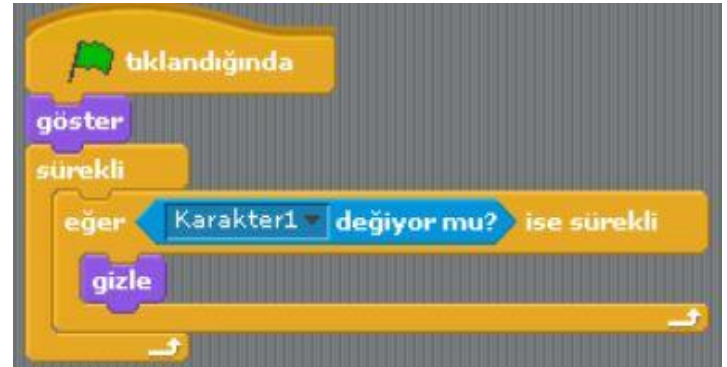 tıklandığında
göster
sürekli
eğer Karakter1 değiyor mu? ise sürekli
gizle